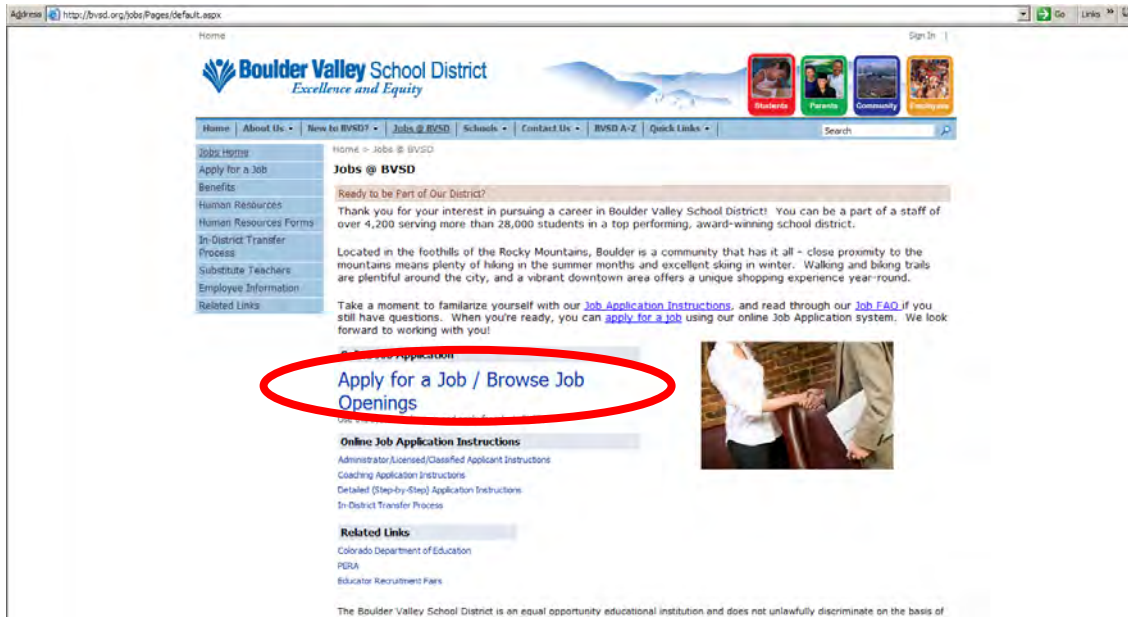 Address http://bvsd.org/jobs/Pages/default.aspx Go Links »
Home Sign In |
Boulder Valley School District
Excellence and Equity
Students Parents Community Employees
Home About Us New to BVSD? Jobs @ BVSD Schools Contact Us BVSD A-Z Quick Links Search
Jobs Home
Apply for a Job
Benefits
Human Resources
Human Resources Forms
In-District Transfer
Process
Substitute Teachers
Employee Information
Related Links
Home > Jobs @ BVSD
Jobs @ BVSD
Ready to be Part of Our District?
Thank you for your interest in pursuing a career in Boulder Valley School District! You can be a part of a staff of
over 4,200 serving more than 28,000 students in a top performing, award-winning school district.
Located in the foothills of the Rocky Mountains, Boulder is a community that has it all - close proximity to the
mountains means plenty of hiking in the summer months and excellent skiing in winter. Walking and biking trails
are plentiful around the city, and a vibrant downtown area offers a unique shopping experience year-round.
Take a moment to familarize yourself with our Job Application Instructions, and read through our Job FAQ if you
still have questions. When you're ready, you can apply for a job using our online Job Application system. We look
forward to working with you!
Online Job Application
Apply for a Job / Browse Job
Openings
Online Job Application Instructions
Administrator/Licensed/Classified Applicant Instructions
Coaching Application Instructions
Detailed (Step-by-Step) Application Instructions
In-District Transfer Process
Related Links
Colorado Department of Education
PERA
Educator Recruitment Fairs
The Boulder Valley School District is an equal opportunity educational institution and does not unlawfully discriminate on the basis of